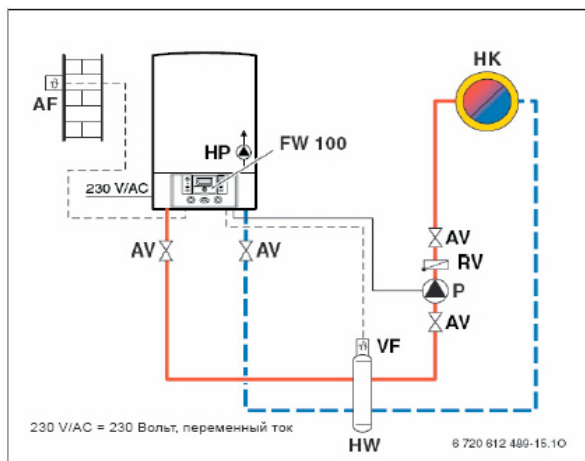 HK
AF
FW 100
HP
230 V/AC
AV
AV
AV
RV
P
AV
VF
HW
230 V/AC = 230 Вольт, переменный ток
6 720 612 489-15.1O